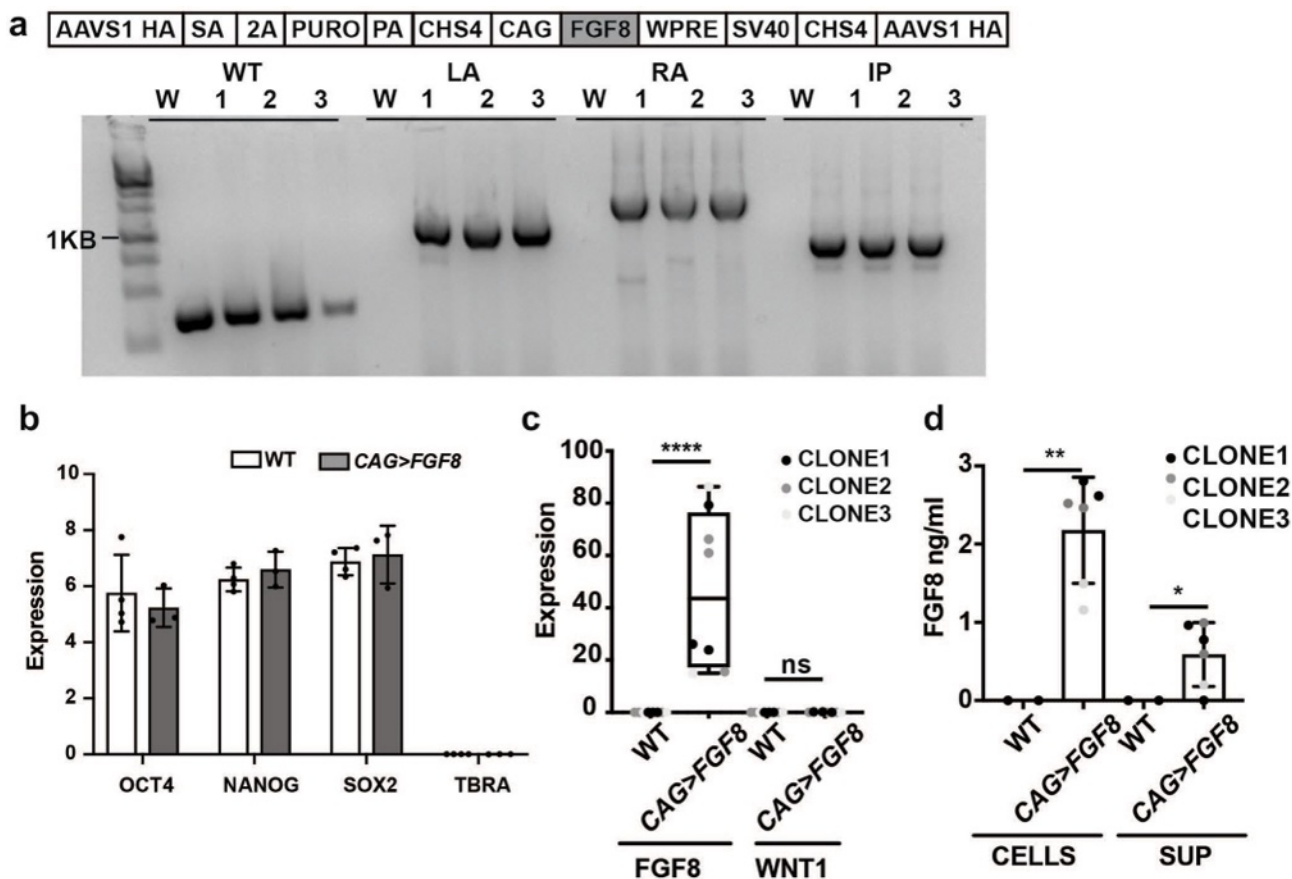 a
AAVS1 HA SA 2A PURO PA CHS4 CAG FGF8 WPRE SV40 CHS4 AAVS1 HA
WT LA RA IP
W 1 2 3 W 1 2 3 W 1 2 3 W 1 2 3
1KB
b
WT CAG>FGF8
Expression
10
8
6
4
2
0
OCT4 NANOG SOX2 TBRA
c
Expression
100
80
60
40
20
0
****
ns
CLONE1
CLONE2
CLONE3
WT CAG>FGF8 WT CAG>FGF8
FGF8 WNT1
d
FGF8 ng/ml
3
2
1
0
**
*
CLONE1
CLONE2
CLONE3
WT CAG>FGF8 WT CAG>FGF8
CELLS SUP